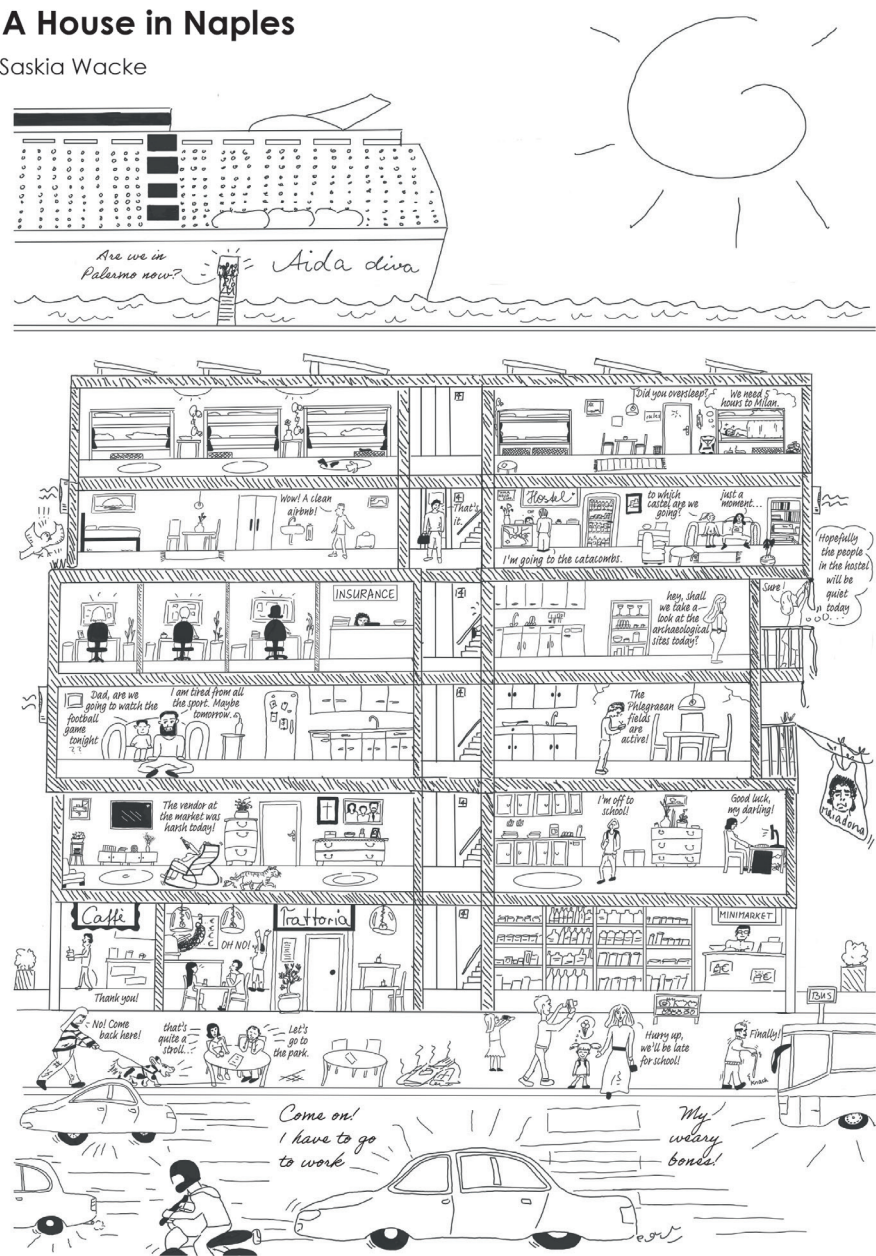 A House in Naples
Saskia Wacke
Are we in
Palermo now?
Aida diva
Did you oversleep?
We need 5
hours to Milan.
Wow! A clean
airbnb!
That's
it.
Hostel
to which
castel are we
going?
just a
moment...
I'm going to the catacombs.
Hopefully
the people
in the hostel
will be
quiet
today
INSURANCE
hey, shall
we take a
look at the
archaeological
sites today?
Sure!
Dad, are we
going to watch the
football
game
tonight
??
I am tired from all
the sport. Maybe
tomorrow.
The
Phlegraean
fields
are
active!
The vendor at
the market was
harsh today!
I'm off to
school!
Good luck,
my darling!
Maradona
Caffè
Thank you!
OH NO!
Trattoria
MINIMARKET
BUS
No! Come
back here!
that's
quite a
stroll...
Let's
go to
the park.
Hurry up,
we'll be late
for school!
Finally!
Knack
Come on!
I have to go
to work
My
weary
bones!